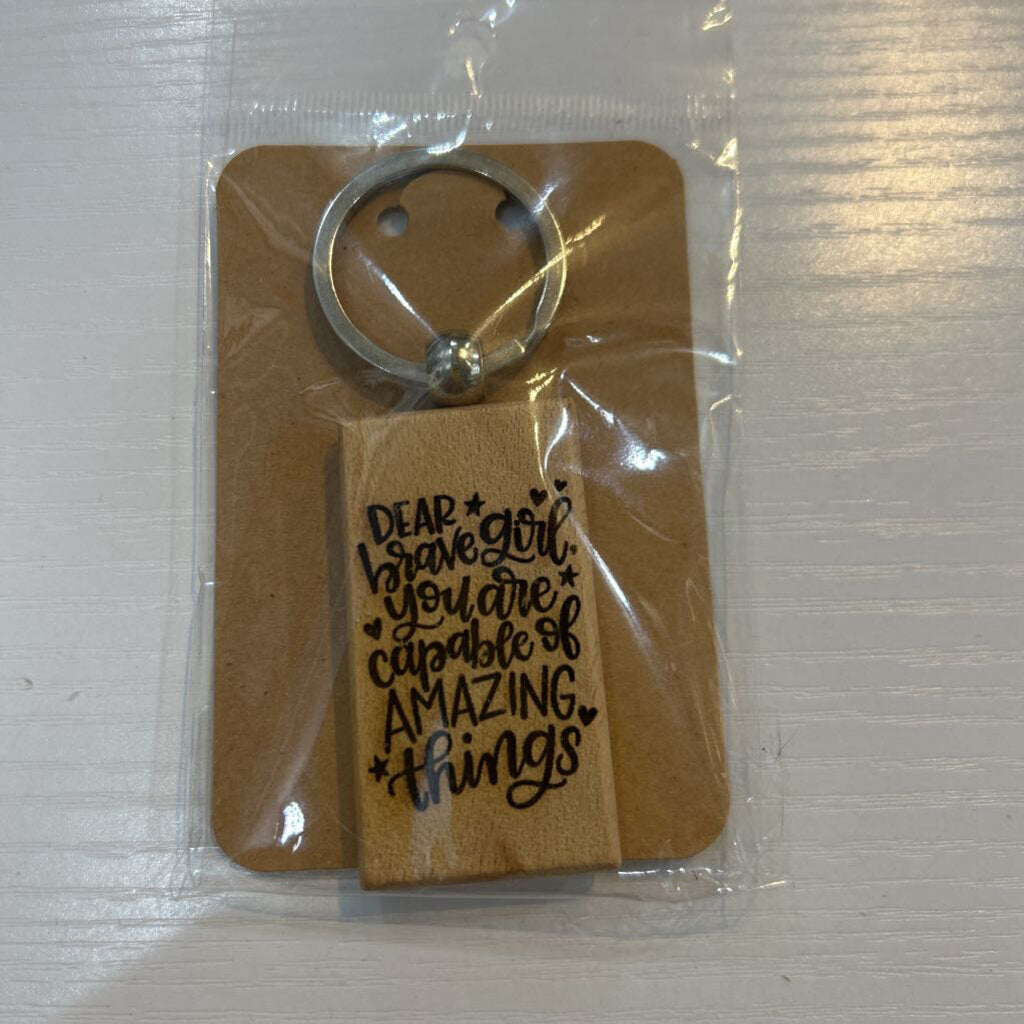 DEAR
brave girl,
you are
capable of
AMAZING
things